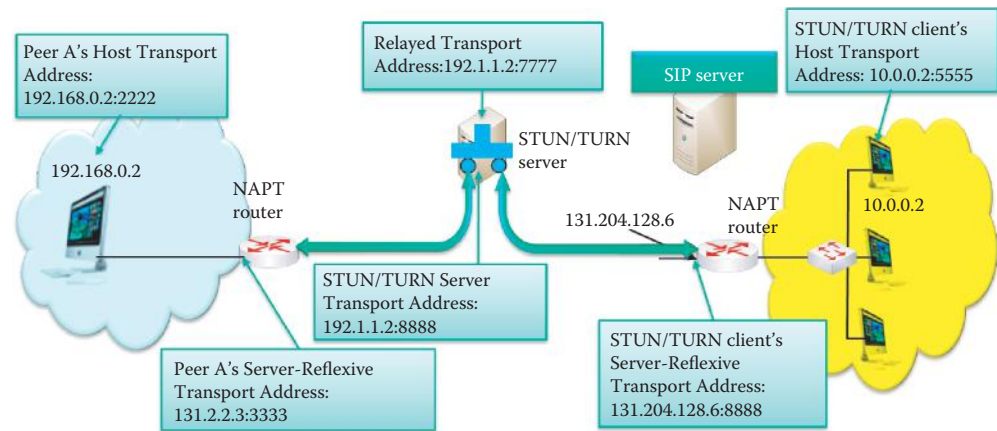 Peer A's Host Transport
Address:
192.168.0.2:2222
Relayed Transport
Address:192.1.1.2:7777
SIP server
STUN/TURN client's
Host Transport
Address: 10.0.0.2:5555
192.168.0.2
NAPT
router
STUN/TURN
server
131.204.128.6
NAPT
router
10.0.0.2
STUN/TURN Server
Transport Address:
192.1.1.2:8888
Peer A's Server-Reflexive
Transport Address:
131.2.2.3:3333
STUN/TURN client's
Server-Reflexive
Transport Address:
131.204.128.6:8888